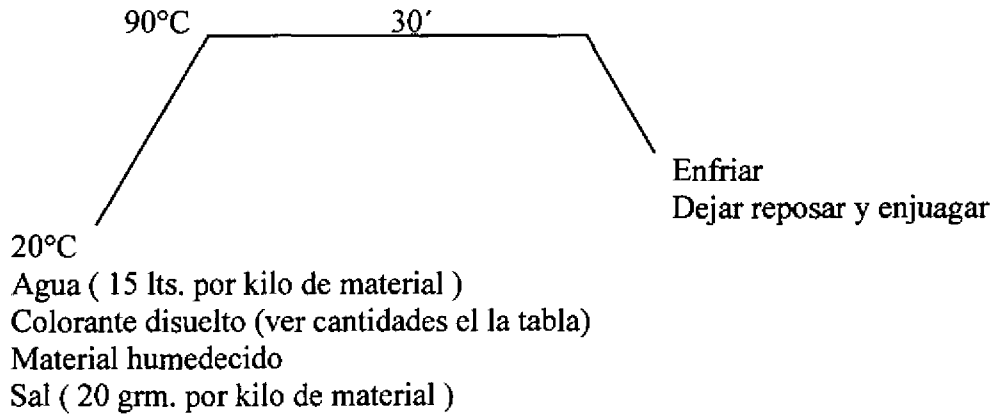 90°C 30´
Enfriar
Dejar reposar y enjuagar
20°C
Agua ( 15 lts. por kilo de material )
Colorante disuelto (ver cantidades el la tabla)
Material humedecido
Sal ( 20 grm. por kilo de material )